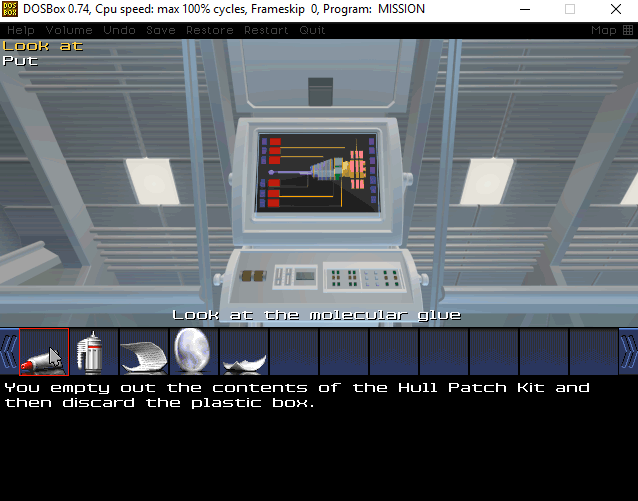 DOS
BOX
DOSBox 0.74, Cpu speed: max 100% cycles, Frameskip 0, Program: MISSION
Help Volume Undo Save Restore Restart Quit Map
Look at
Put
Look at the molecular glue
You empty out the contents of the Hull Patch Kit and
then discard the plastic box.